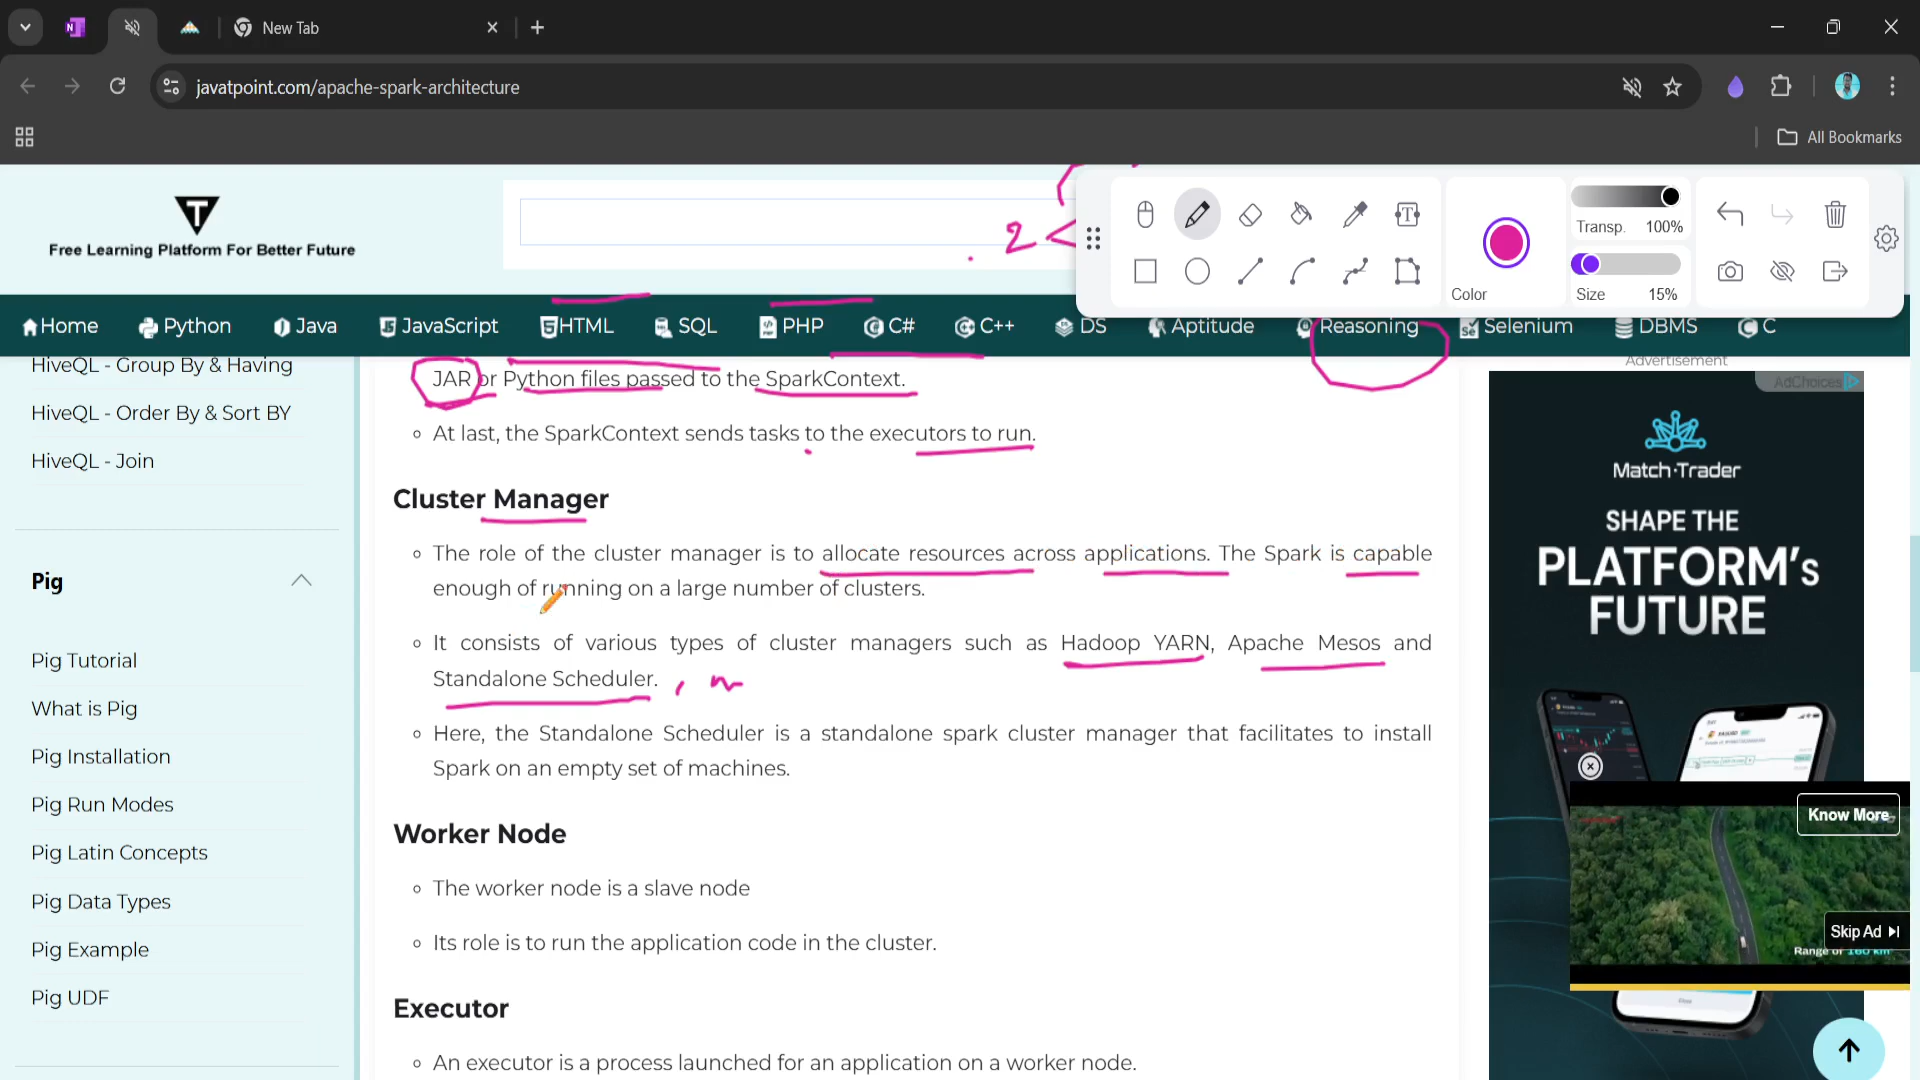 New Tab
javatpoint.com/apache-spark-architecture
All Bookmarks
T
Free Learning Platform For Better Future
2
Transp. 100%
Color
Size 15%
Home Python Java JavaScript HTML SQL PHP C# C++ DS Aptitude Reasoning Selenium DBMS C
HiveQL - Group By & Having
HiveQL - Order By & Sort BY
HiveQL - Join
Pig
Pig Tutorial
What is Pig
Pig Installation
Pig Run Modes
Pig Latin Concepts
Pig Data Types
Pig Example
Pig UDF
JAR or Python files passed to the SparkContext.
At last, the SparkContext sends tasks to the executors to run.
Cluster Manager
The role of the cluster manager is to allocate resources across applications. The Spark is capable
enough of running on a large number of clusters.
It consists of various types of cluster managers such as Hadoop YARN, Apache Mesos and
Standalone Scheduler.
Here, the Standalone Scheduler is a standalone spark cluster manager that facilitates to install
Spark on an empty set of machines.
Worker Node
The worker node is a slave node
Its role is to run the application code in the cluster.
Executor
An executor is a process launched for an application on a worker node.
Advertisement
AdChoices
Match-Trader
SHAPE THE
PLATFORM's
FUTURE
Know More
Skip Ad
Range of 160 km